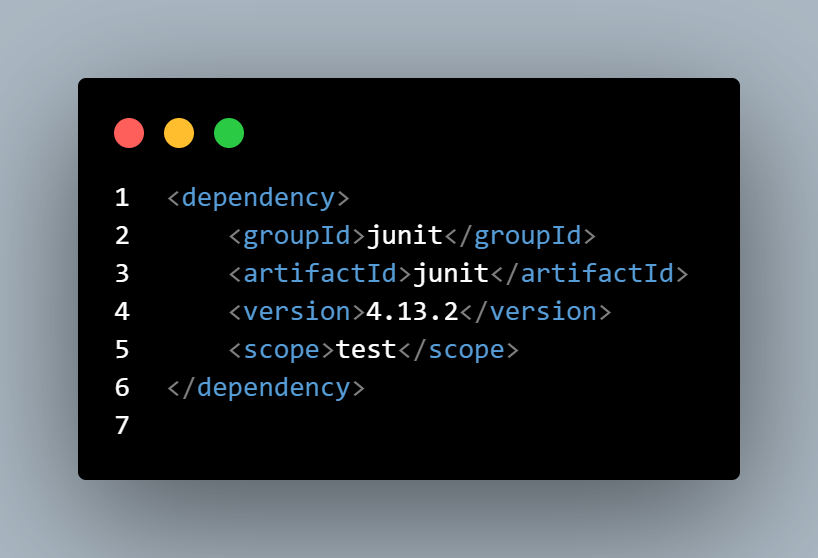 1 <dependency>
2     <groupId>junit</groupId>
3     <artifactId>junit</artifactId>
4     <version>4.13.2</version>
5     <scope>test</scope>
6 </dependency>
7